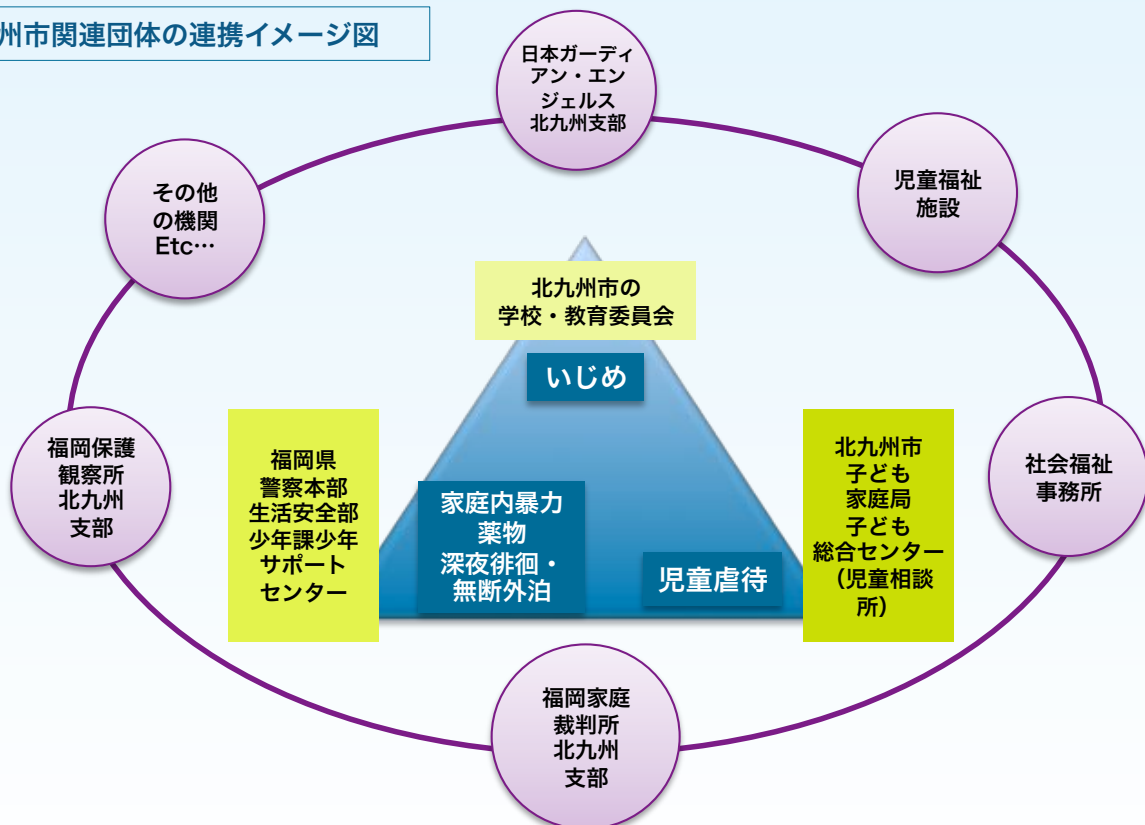 州市関連団体の連携イメージ図
日本ガーディ
アン・エン
ジェルス
北九州支部
その他
の機関
Etc…
児童福祉
施設
北九州市の
学校・教育委員会
いじめ
福岡保護
観察所
北九州
支部
福岡県
警察本部
生活安全部
少年課少年
サポート
センター
家庭内暴力
薬物
深夜徘徊・
無断外泊
児童虐待
北九州市
子ども
家庭局
子ども
総合センター
（児童相談
所）
社会福祉
事務所
福岡家庭
裁判所
北九州
支部